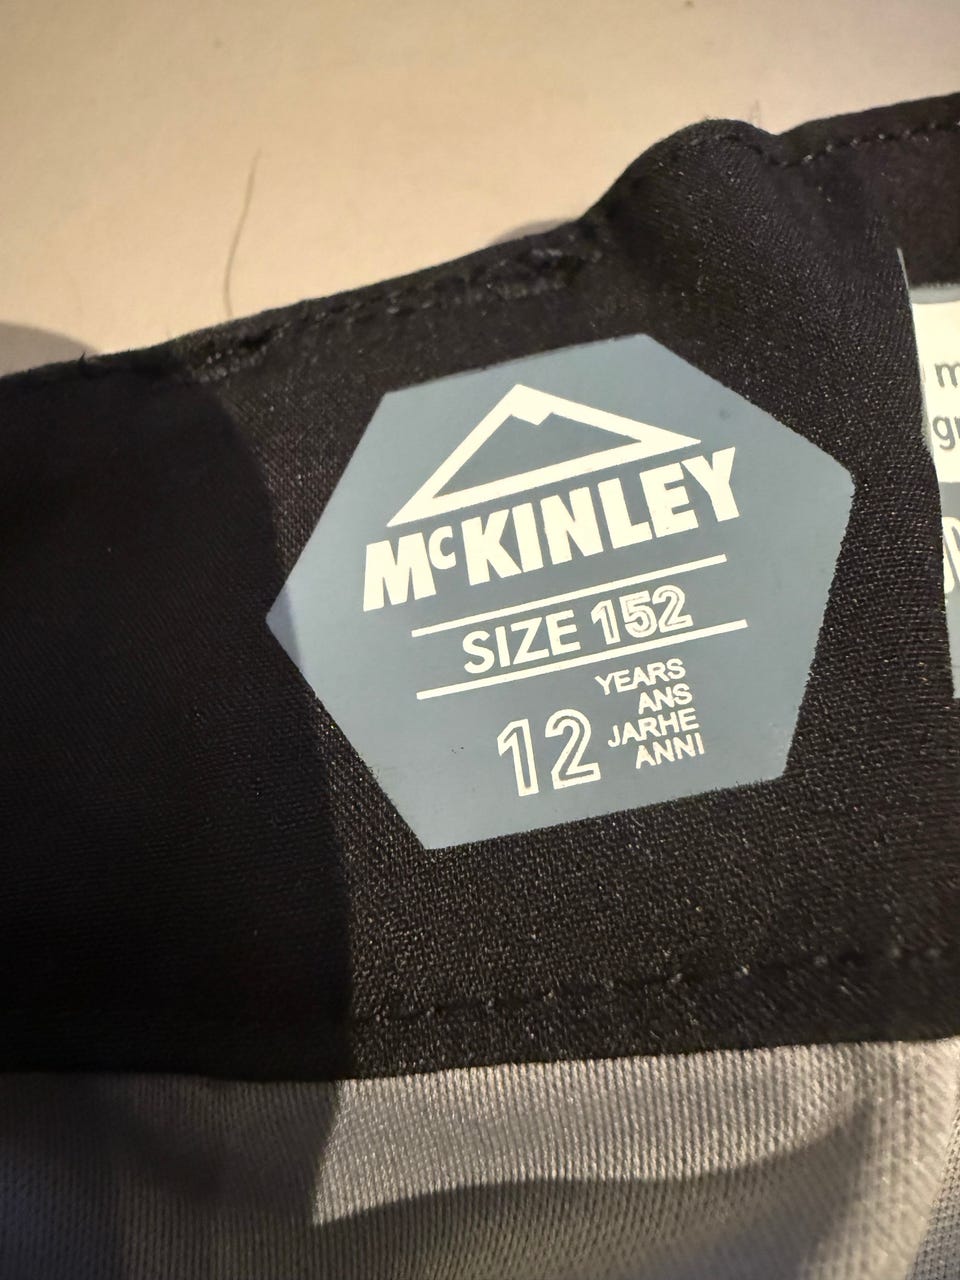 McKINLEY
SIZE 152
12
YEARS
ANS
JARHE
ANNI